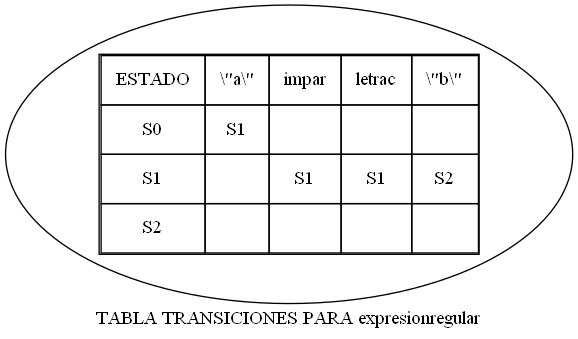 ESTADO \"a\" impar letrac \"b\"
S0 S1
S1 S1 S1 S2
S2
TABLA TRANSICIONES PARA expresionregular